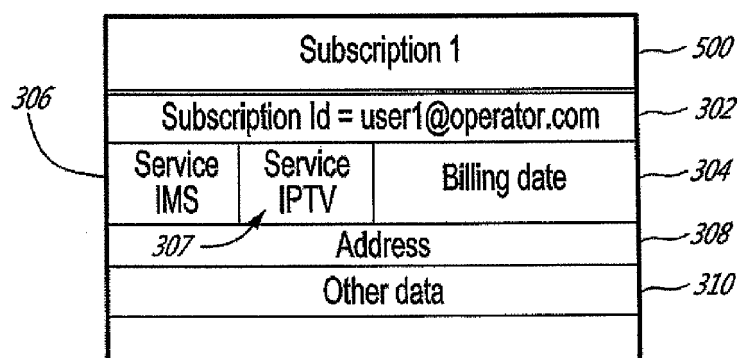 Subscription 1
500
306
Subscription Id = user1@operator.com
302
Service IMS
Service IPTV
Billing date
304
307
Address
308
Other data
310